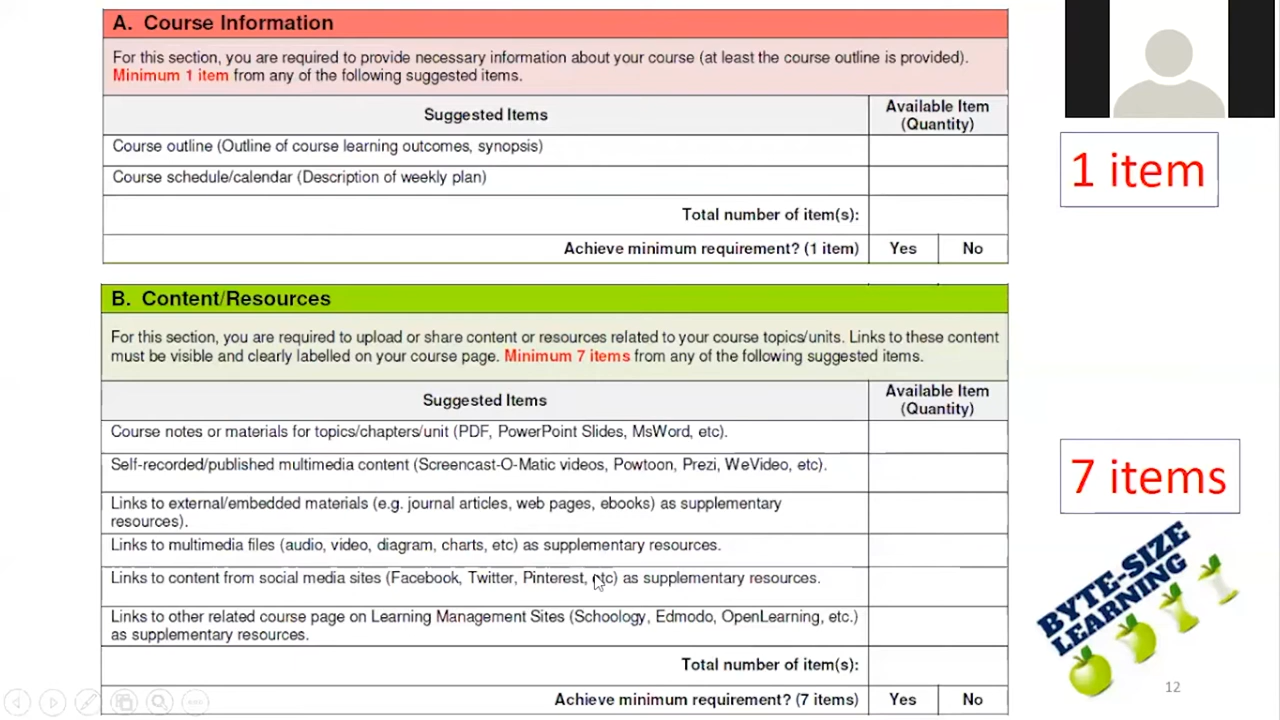 A. Course Information
For this section, you are required to provide necessary information about your course (at least the course outline is provided).
Minimum 1 item from any of the following suggested items.
Suggested Items
Available Item
(Quantity)
Course outline (Outline of course learning outcomes, synopsis)
Course schedule/calendar (Description of weekly plan)
Total number of item(s):
Achieve minimum requirement? (1 item) Yes No
1 item
B. Content/Resources
For this section, you are required to upload or share content or resources related to your course topics/units. Links to these content
must be visible and clearly labelled on your course page. Minimum 7 items from any of the following suggested items.
Suggested Items
Available Item
(Quantity)
Course notes or materials for topics/chapters/unit (PDF, PowerPoint Slides, MsWord, etc).
Self-recorded/published multimedia content (Screencast-O-Matic videos, Powtoon, Prezi, WeVideo, etc).
Links to external/embedded materials (e.g. journal articles, web pages, ebooks) as supplementary
resources).
Links to multimedia files (audio, video, diagram, charts, etc) as supplementary resources.
Links to content from social media sites (Facebook, Twitter, Pinterest, etc) as supplementary resources.
Links to other related course page on Learning Management Sites (Schoology, Edmodo, OpenLearning, etc.)
as supplementary resources.
Total number of item(s):
Achieve minimum requirement? (7 items) Yes No
7 items
BYTE-SIZE
LEARNING
12